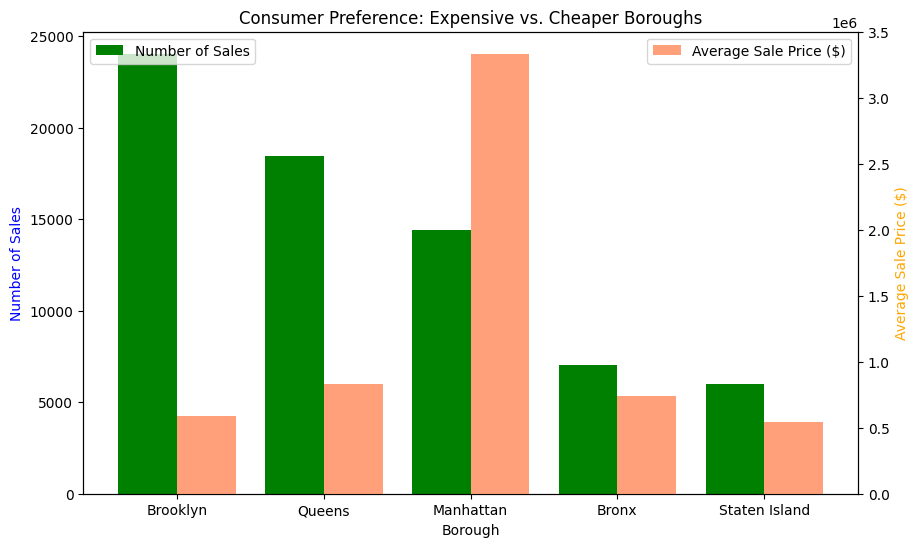 Consumer Preference: Expensive vs. Cheaper Boroughs
1e6
Number of Sales
Average Sale Price ($)
25000
20000
15000
10000
5000
0
Number of Sales
3.5
3.0
2.5
2.0
1.5
1.0
0.5
0.0
Average Sale Price ($)
Brooklyn Queens Manhattan Bronx Staten Island
Borough